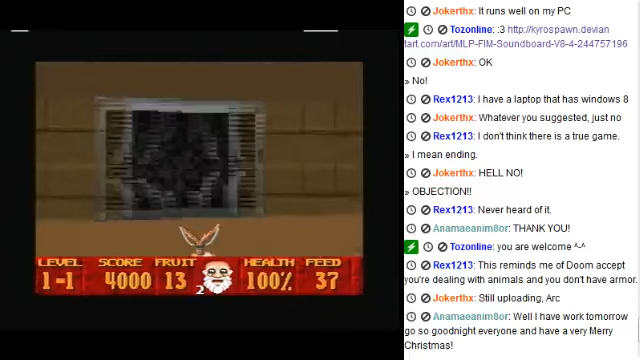 LEVEL SCORE FRUIT HEALTH FEED
1-1 4000 13 2 100% 37
Jokerthx: It runs well on my PC
Tozonline: :3 http://kyrospawn.devian
tart.com/art/MLP-FIM-Soundboard-V8-4-244757196
Jokerthx: OK
» No!
Rex1213: I have a laptop that has windows 8
Jokerthx: Whatever you suggested, just no
Rex1213: I don't think there is a true game.
» I mean ending.
Jokerthx: HELL NO!
» OBJECTION!!
Rex1213: Never heard of it.
Anamaeanim8or: THANK YOU!
Tozonline: you are welcome ^-^
Rex1213: This reminds me of Doom accept
you're dealing with animals and you don't have armor.
Jokerthx: Still uploading, Arc
Anamaeanim8or: Well I have work tomorrow
go so goodnight everyone and have a very Merry
Christmas!